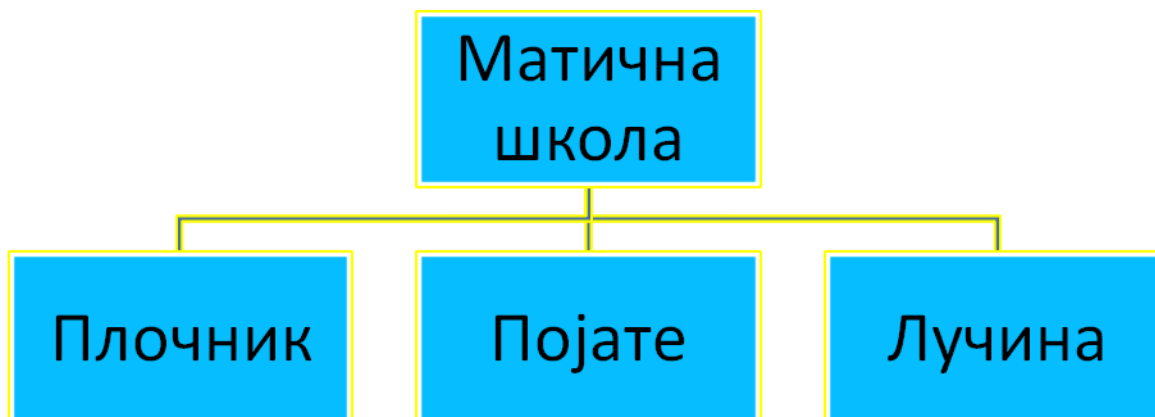 Матична
школа
Плочник
Појате
Лучина